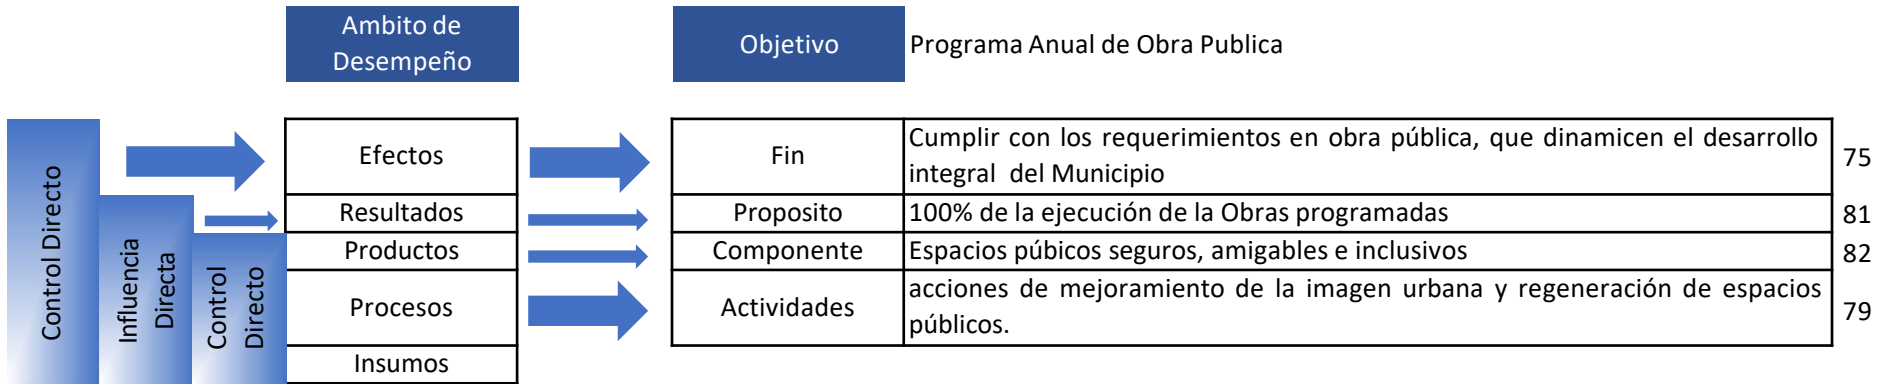 Ambito de
Desempeño
Objetivo
Programa Anual de Obra Publica
Control Directo
Influencia
Directa
Control
Directo
Efectos
Fin
Cumplir con los requerimientos en obra pública, que dinamicen el desarrollo
integral del Municipio
75
Resultados
Proposito
100% de la ejecución de la Obras programadas
81
Productos
Componente
Espacios púbicos seguros, amigables e inclusivos
82
Procesos
Actividades
acciones de mejoramiento de la imagen urbana y regeneración de espacios
públicos.
79
Insumos